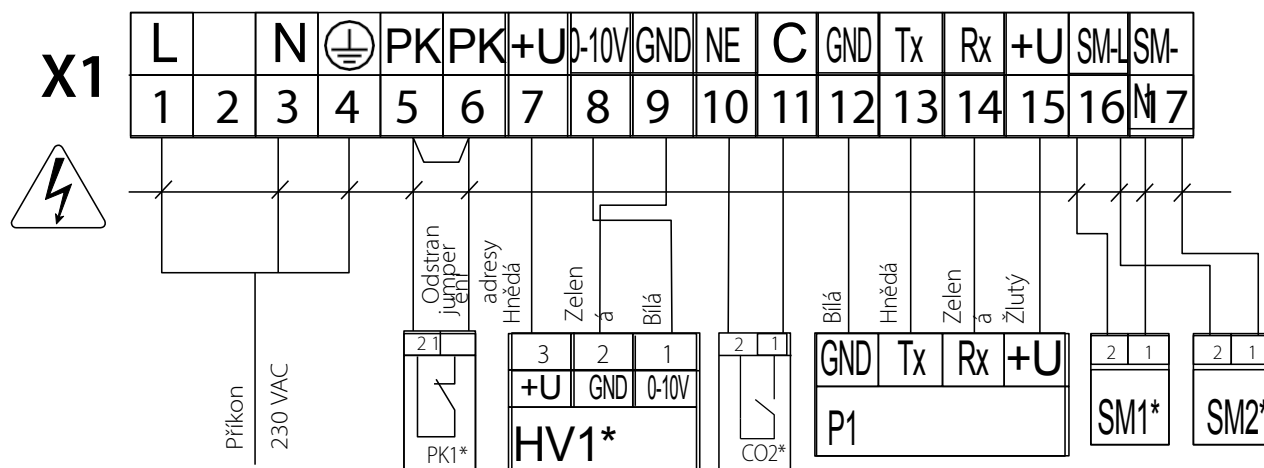 X1
L N PK PK +U 0-10V GND NE C GND Tx Rx +U SM-L SM-N
1 2 3 4 5 6 7 8 9 10 11 12 13 14 15 16 17
Příkon
230 VAC
Odstranění
jumper
adresy
Hnědá
Zelená
Bílá
Bílá
Hnědá
Zelená
Žlutý
2 1
PK1*
3 2 1
+U GND 0-10V
HV1*
2 1
CO2*
GND Tx Rx +U
P1
2 1
SM1*
2 1
SM2*